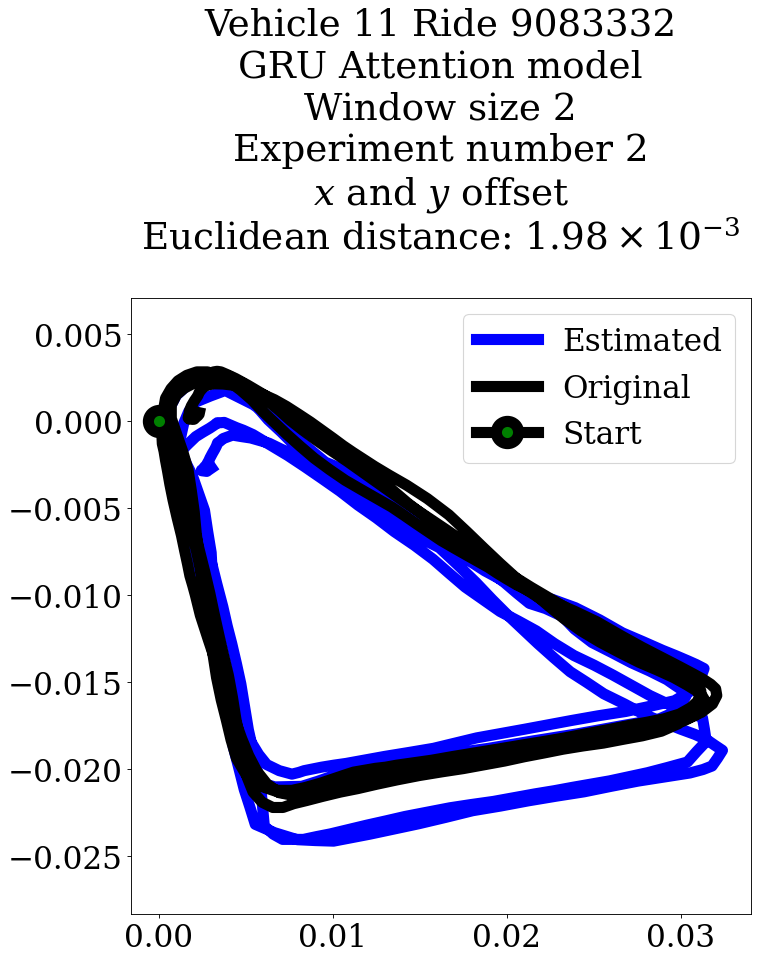 Vehicle 11 Ride 9083332
GRU Attention model
Window size 2
Experiment number 2
x and y offset
Euclidean distance: 1.98 × 10⁻³
Estimated
Original
Start
0.005
0.000
−0.005
−0.010
−0.015
−0.020
−0.025
0.00 0.01 0.02 0.03